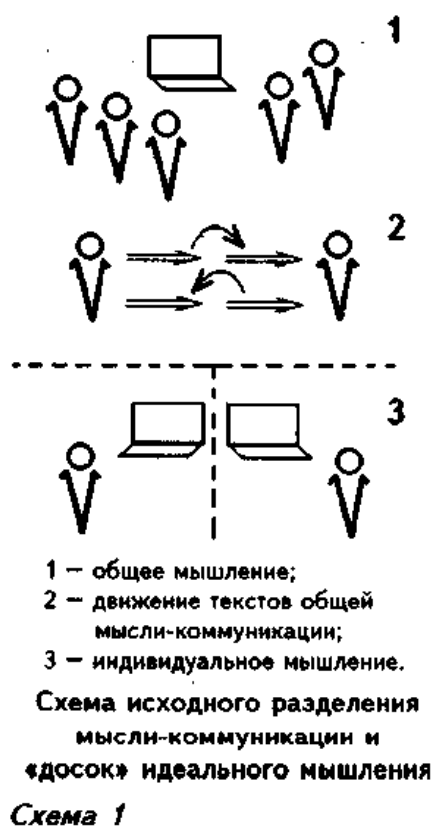 1
2
3
1 — общее мышление;
2 — движение текстов общей
мысли-коммуникации;
3 — индивидуальное мышление.
Схема исходного разделения
мысли-коммуникации и
«досок» идеального мышления
Схема 1